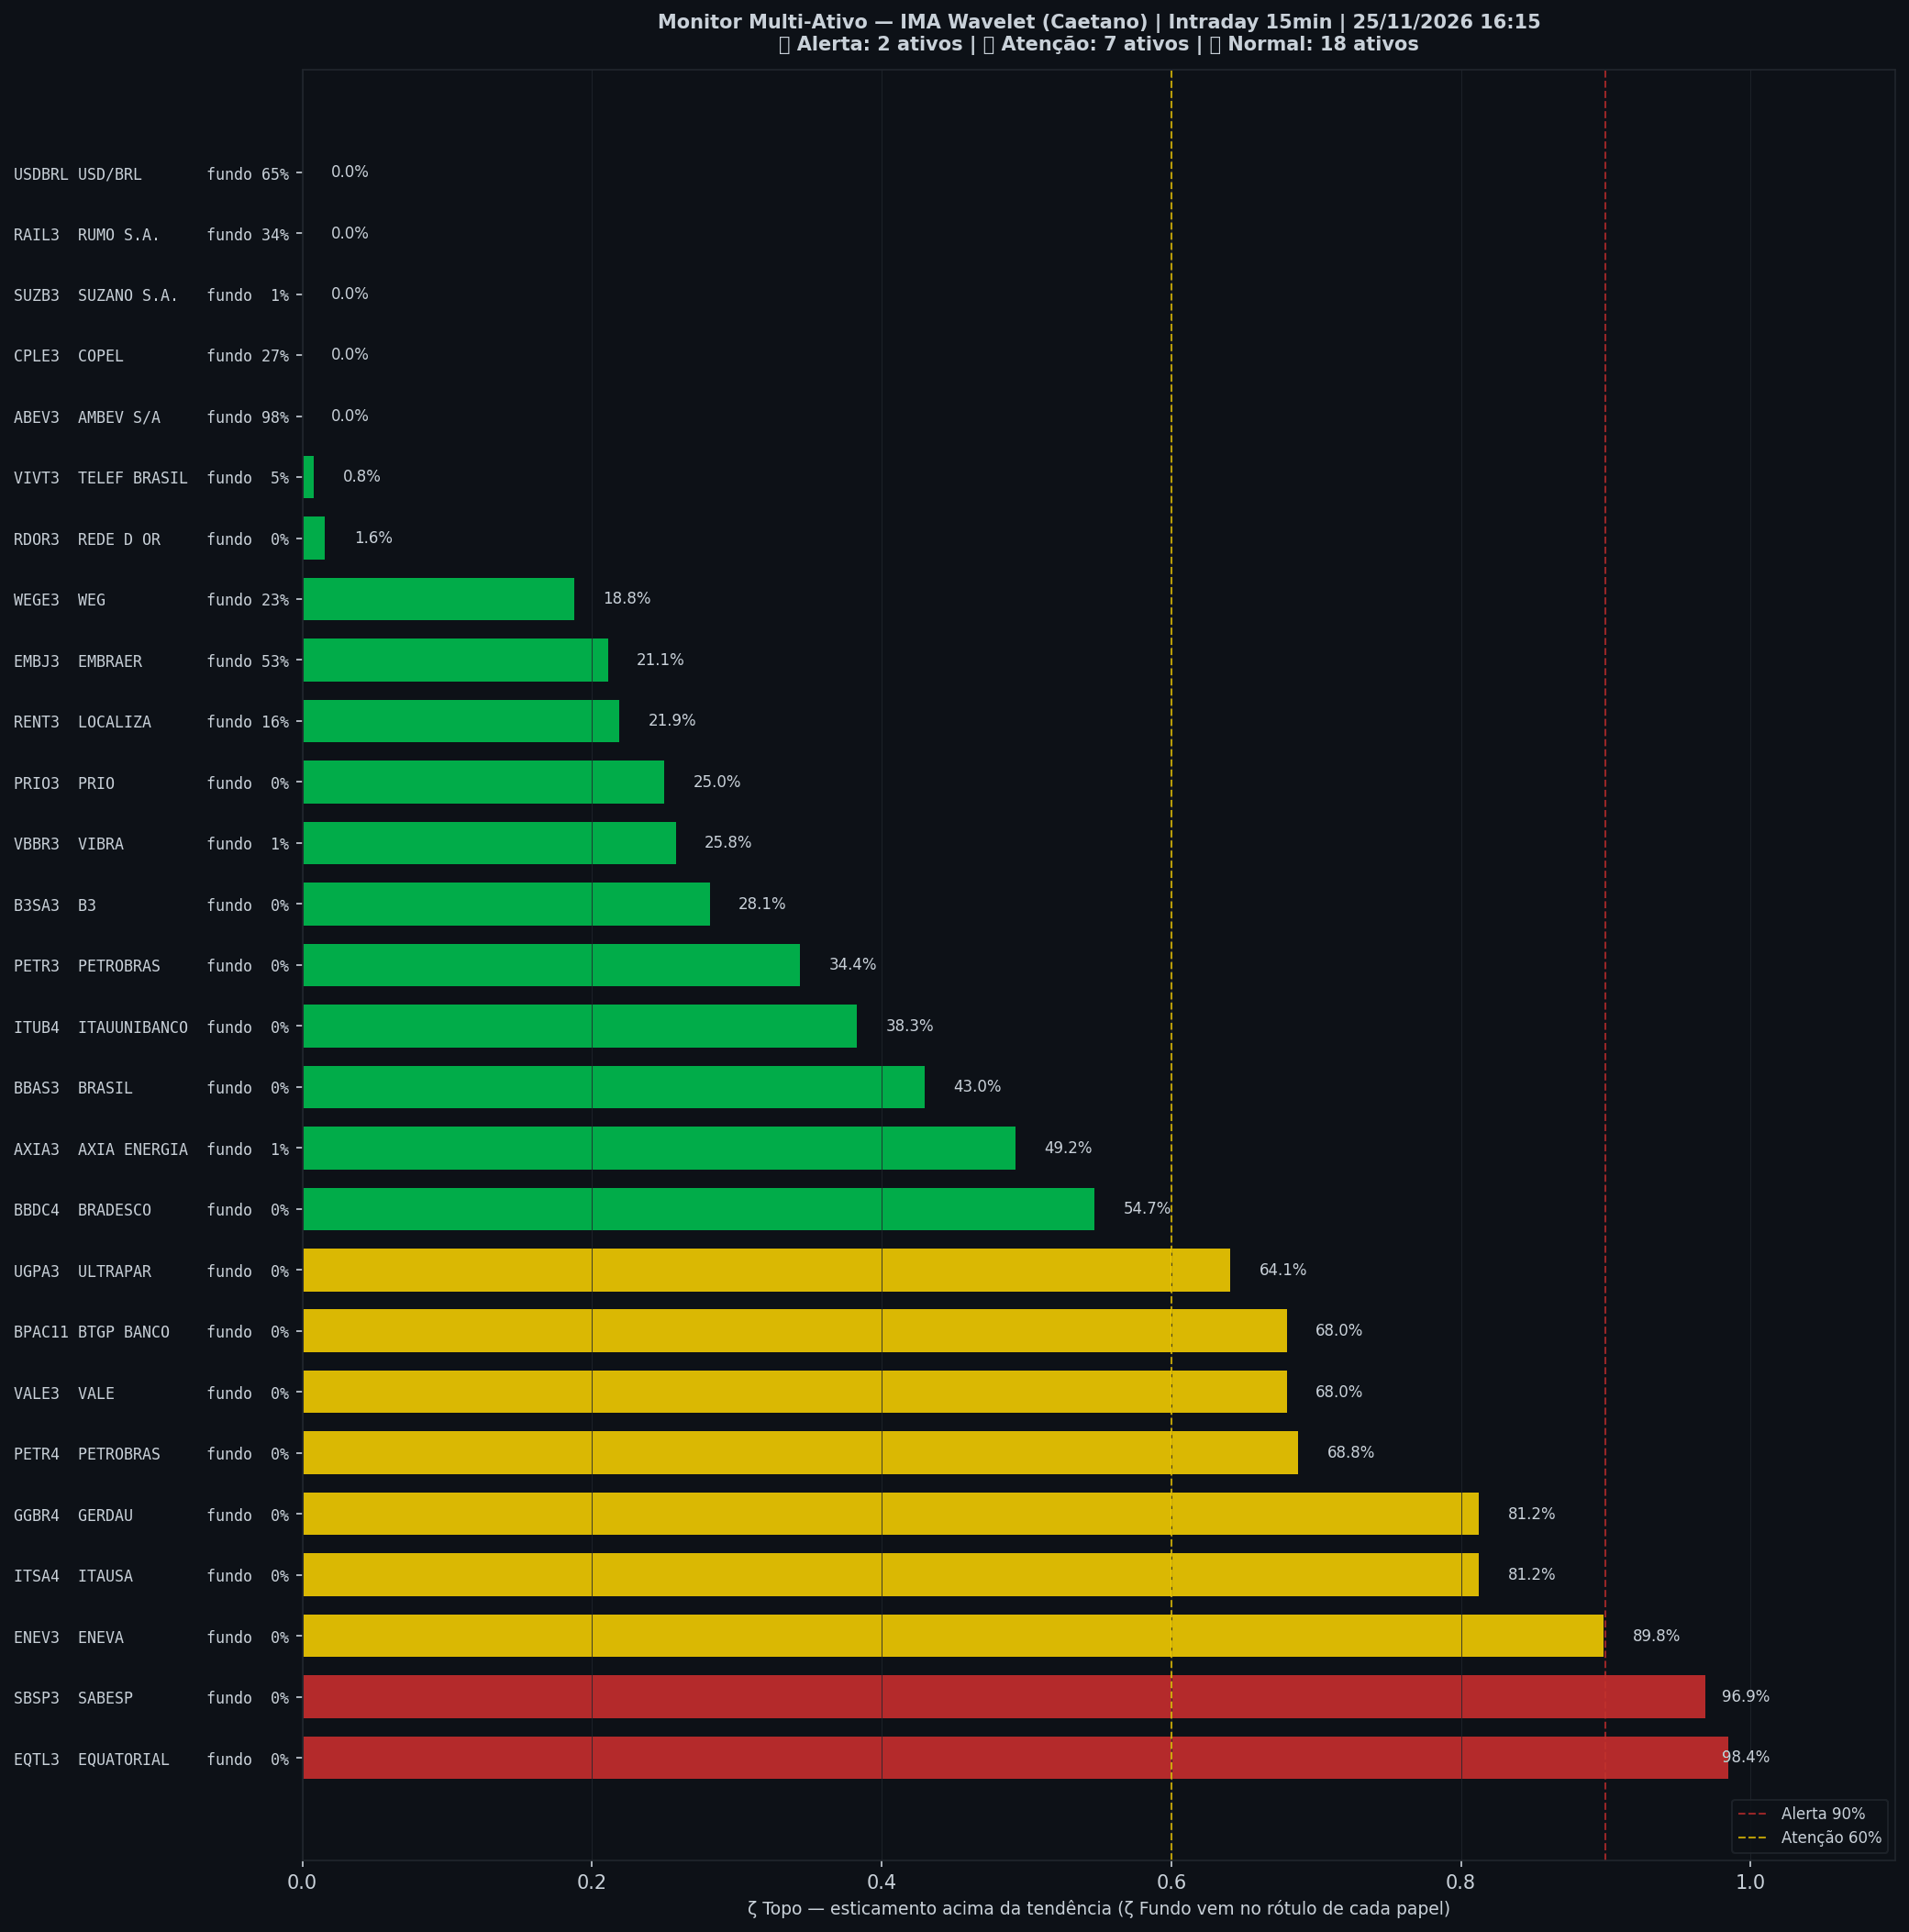 Monitor Multi-Ativo — IMA Wavelet (Caetano) | Intraday 15min | 25/11/2026 16:15
▯ Alerta: 2 ativos | ▯ Atenção: 7 ativos | ▯ Normal: 18 ativos
USDBRL USD/BRL fundo 65% 0.0%
RAIL3 RUMO S.A. fundo 34% 0.0%
SUZB3 SUZANO S.A. fundo 1% 0.0%
CPLE3 COPEL fundo 27% 0.0%
ABEV3 AMBEV S/A fundo 98% 0.0%
VIVT3 TELEF BRASIL fundo 5% 0.8%
RDOR3 REDE D OR fundo 0% 1.6%
WEGE3 WEG fundo 23% 18.8%
EMBJ3 EMBRAER fundo 53% 21.1%
RENT3 LOCALIZA fundo 16% 21.9%
PRIO3 PRIO fundo 0% 25.0%
VBBR3 VIBRA fundo 1% 25.8%
B3SA3 B3 fundo 0% 28.1%
PETR3 PETROBRAS fundo 0% 34.4%
ITUB4 ITAUUNIBANCO fundo 0% 38.3%
BBAS3 BRASIL fundo 0% 43.0%
AXIA3 AXIA ENERGIA fundo 1% 49.2%
BBDC4 BRADESCO fundo 0% 54.7%
UGPA3 ULTRAPAR fundo 0% 64.1%
BPAC11 BTGP BANCO fundo 0% 68.0%
VALE3 VALE fundo 0% 68.0%
PETR4 PETROBRAS fundo 0% 68.8%
GGBR4 GERDAU fundo 0% 81.2%
ITSA4 ITAUSA fundo 0% 81.2%
ENEV3 ENEVA fundo 0% 89.8%
SBSP3 SABESP fundo 0% 96.9%
EQTL3 EQUATORIAL fundo 0% 98.4%
Alerta 90%
Atenção 60%
0.0 0.2 0.4 0.6 0.8 1.0
ζ Topo — esticamento acima da tendência (ζ Fundo vem no rótulo de cada papel)